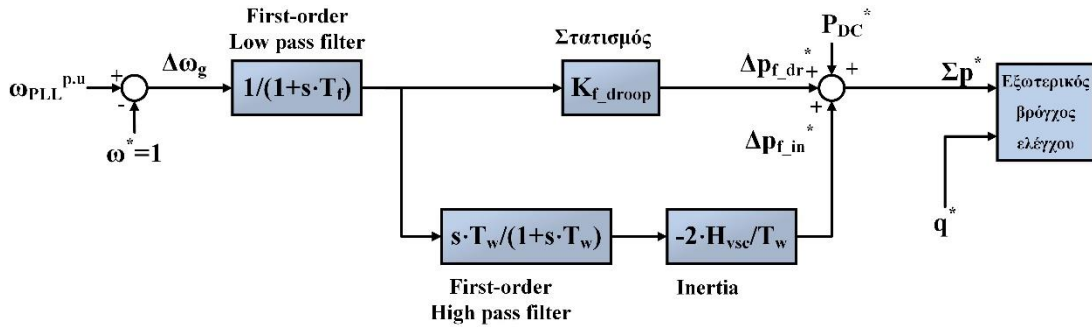 First-order
Low pass filter
Στατισμός
P_DC^*
ω_PLL^p.u
+
-
Δω_g
1/(1+s·T_f)
K_f_droop
Δp_f_dr^*
+
+
+
Σp^*
Εξωτερικός
βρόγχος
ελέγχου
ω^*=1
Δp_f_in^*
q^*
s·T_w/(1+s·T_w)
-2·H_vsc/T_w
First-order
High pass filter
Inertia